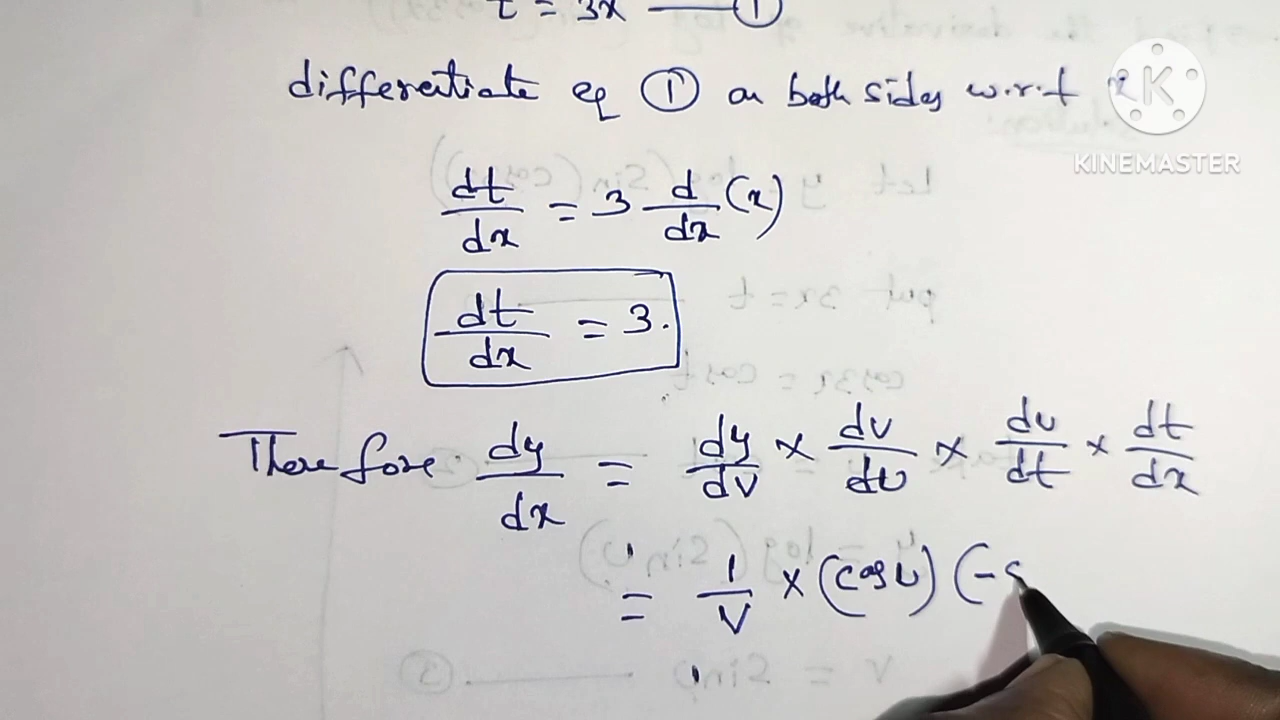 t = 3x —— ①
differentiate eq ① on both sides w.r.t x
KINEMASTER
dt/dx = 3 d/dx (x)
dt/dx = 3.
Therefore dy/dx = dy/dv × dv/du × du/dt × dt/dx
= 1/v × (cos u) (-s